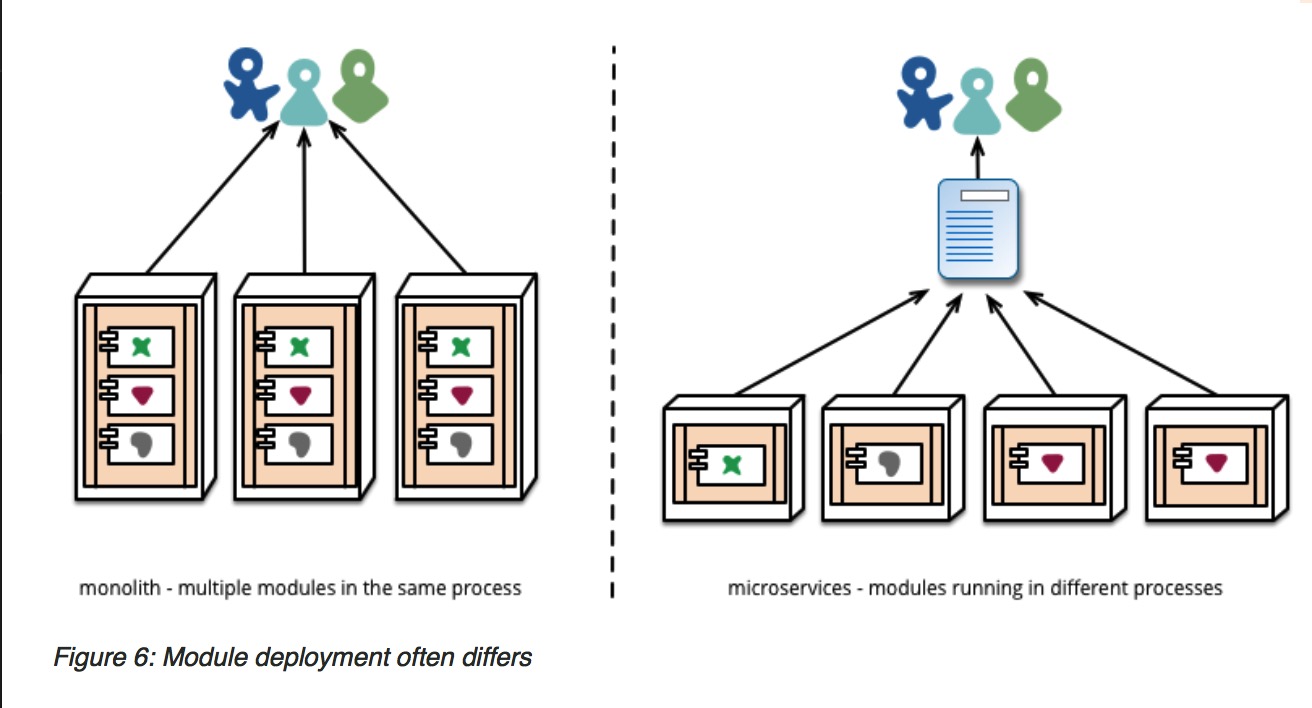 monolith - multiple modules in the same process
microservices - modules running in different processes
Figure 6: Module deployment often differs